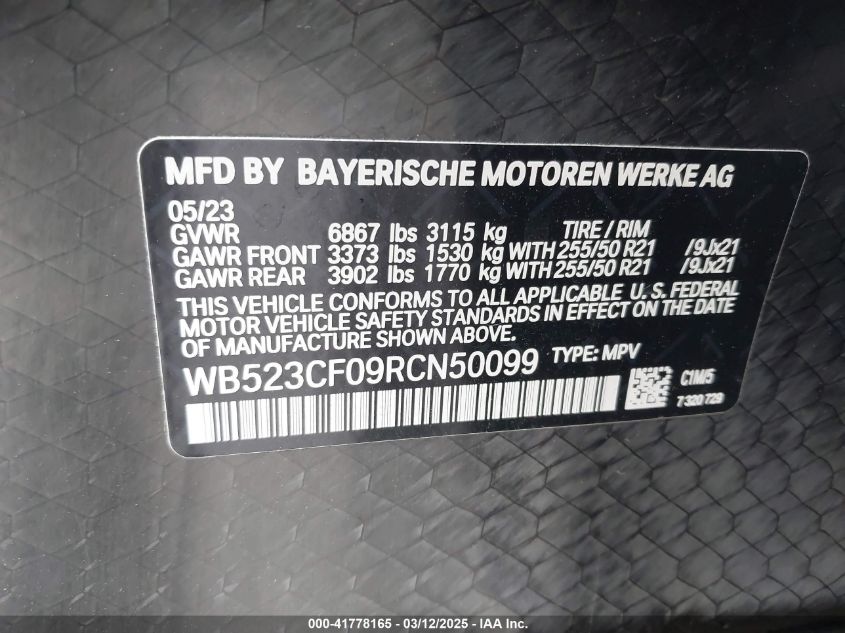 MFD BY BAYERISCHE MOTOREN WERKE AG
05/23
GVWR 6867 lbs 3115 kg TIRE / RIM
GAWR FRONT 3373 lbs 1530 kg WITH 255/50 R21 /9Jx21
GAWR REAR 3902 lbs 1770 kg WITH 255/50 R21 /9Jx21
THIS VEHICLE CONFORMS TO ALL APPLICABLE U. S. FEDERAL
MOTOR VEHICLE SAFETY STANDARDS IN EFFECT ON THE DATE
OF MANUFACTURE SHOWN ABOVE.
WB523CF09RCN50099 TYPE: MPV
C1M/5
7 320 729
000-41778165 - 03/12/2025 - IAA Inc.